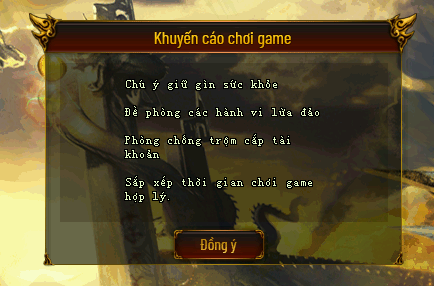 Khuyến cáo chơi game
Chú ý giữ gìn sức khỏe
Đề phòng các hành vi lừa đảo
Phòng chống trộm cắp tài
khoản
Sắp xếp thời gian chơi game
hợp lý.
Đồng ý